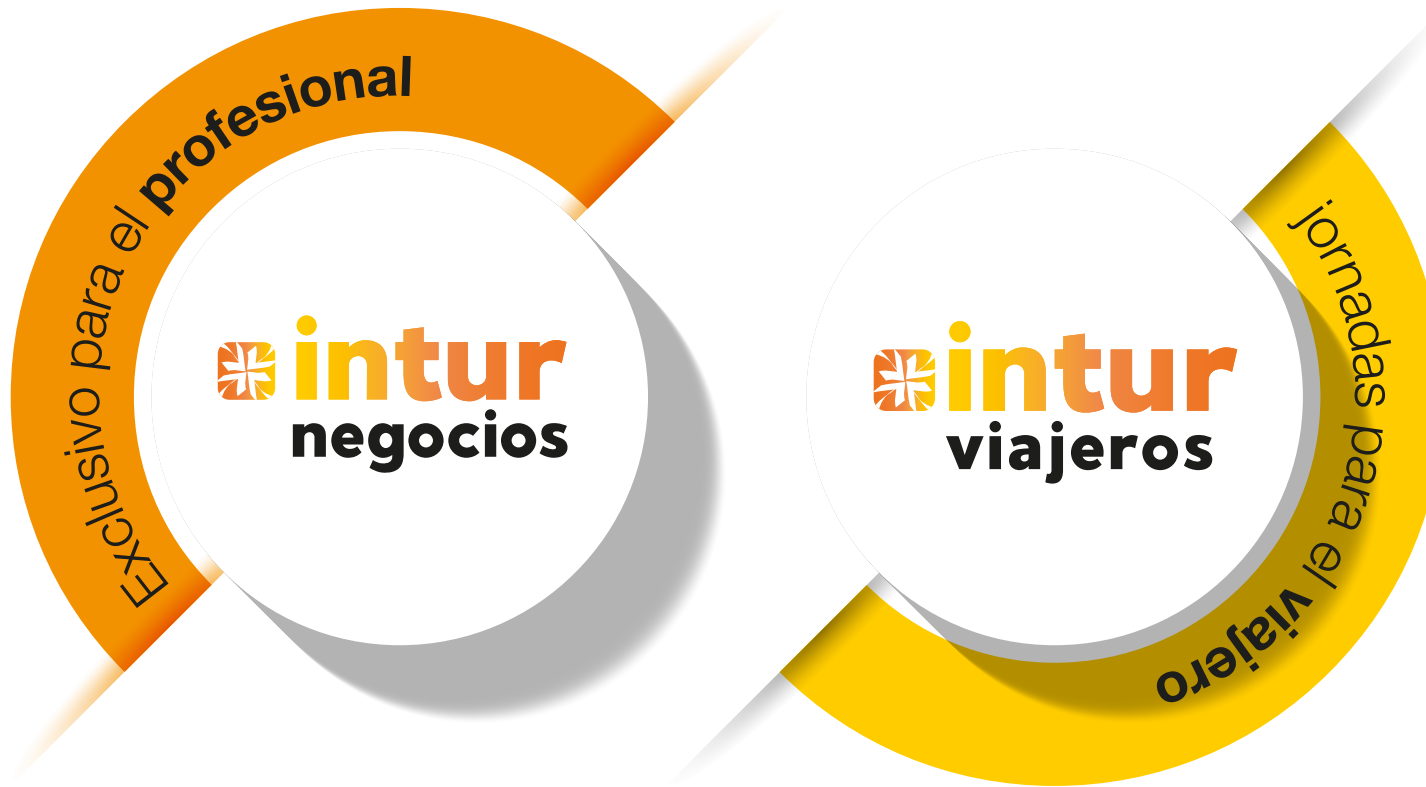 Exclusivo para el profesional
intur
negocios
intur
viajeros
jornadas para el viajero